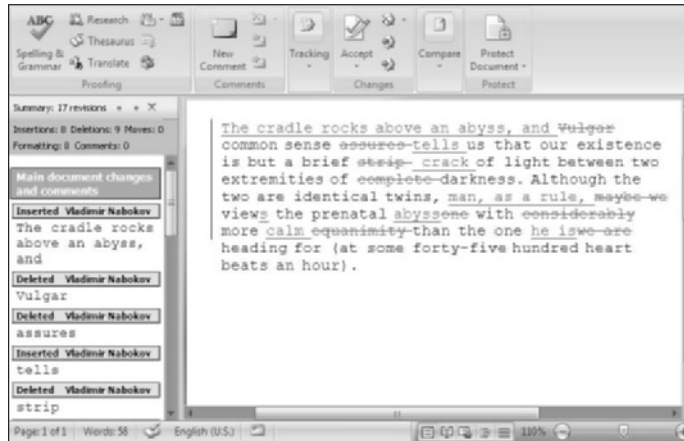 ABC
Spelling & Grammar
Research
Thesaurus
Translate
Proofing
New Comment
Comments
Tracking
Accept
Changes
Compare
Protect Document
Protect
Summary: 17 revisions
Insertions: 8 Deletions: 9 Moves: 0
Formatting: 0 Comments: 0
Main document changes
and comments
Inserted Vladimir Nabokov
The cradle rocks
above an abyss,
and
Deleted Vladimir Nabokov
Vulgar
Deleted Vladimir Nabokov
assures
Inserted Vladimir Nabokov
tells
Deleted Vladimir Nabokov
strip
The cradle rocks above an abyss, and Vulgar
common sense assures tells us that our existence
is but a brief strip crack of light between two
extremities of complete darkness. Although the
two are identical twins, man, as a rule, maybe we
views the prenatal abyssone with considerably
more calm equanimity than the one he iswe are
heading for (at some forty-five hundred heart
beats an hour).
Page: 1 of 1 Words: 58 English (U.S.) 110%